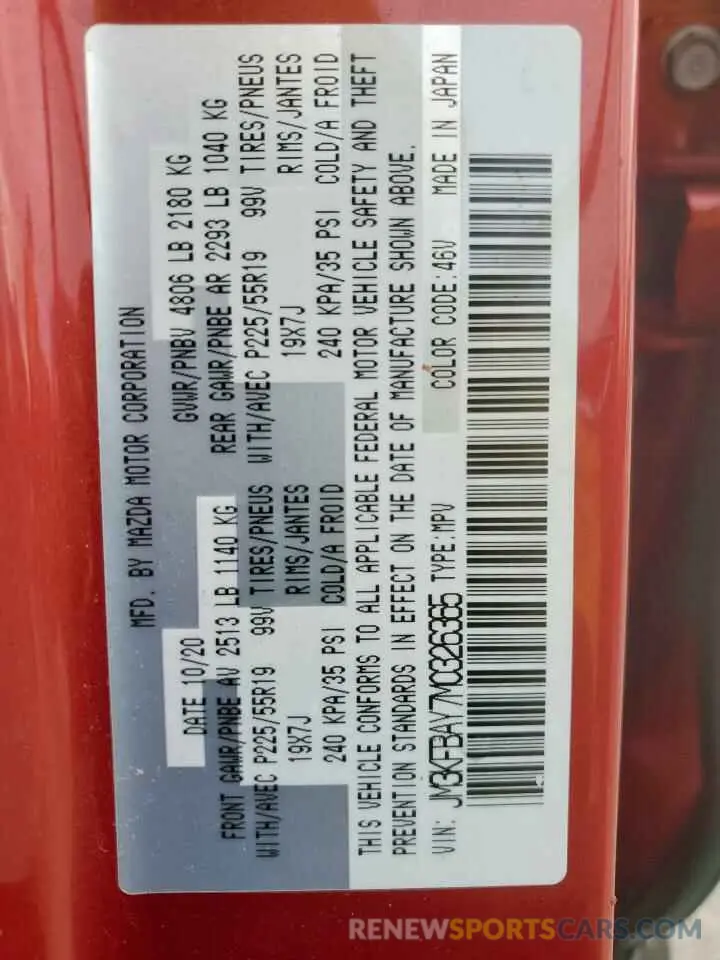 MFD. BY MAZDA MOTOR CORPORATION
DATE 10/20 GVWR/PNBV 4806 LB 2180 KG
FRONT GAWR/PNBE AV 2513 LB 1140 KG REAR GAWR/PNBE AR 2293 LB 1040 KG
WITH/AVEC P225/55R19 99V TIRES/PNEUS WITH/AVEC P225/55R19 99V TIRES/PNEUS
19X7J RIMS/JANTES 19X7J RIMS/JANTES
240 KPA/35 PSI COLD/A FROID 240 KPA/35 PSI COLD/A FROID
THIS VEHICLE CONFORMS TO ALL APPLICABLE FEDERAL MOTOR VEHICLE SAFETY AND THEFT
PREVENTION STANDARDS IN EFFECT ON THE DATE OF MANUFACTURE SHOWN ABOVE.
VIN: JM3KFBAY7M0326365 TYPE:MPV COLOR CODE:46V MADE IN JAPAN
RENEWSPORTSCARS.COM